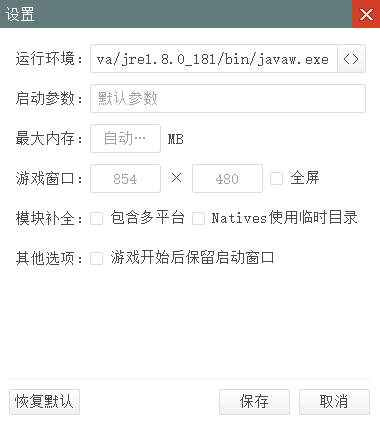 设置
运行环境: va/jre1.8.0_181/bin/javaw.exe <>
启动参数: 默认参数
最大内存: 自动… MB
游戏窗口: 854 × 480 全屏
模块补全: 包含多平台 Natives使用临时目录
其他选项: 游戏开始后保留启动窗口
恢复默认 保存 取消